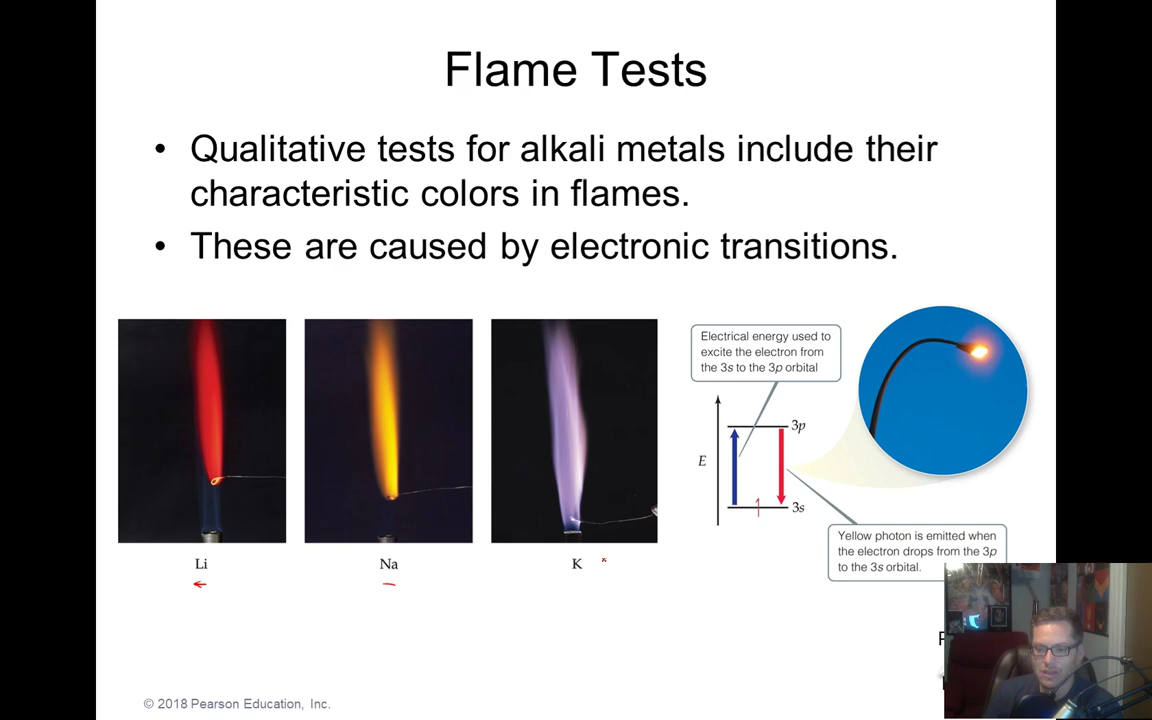 Flame Tests
• Qualitative tests for alkali metals include their
characteristic colors in flames.
• These are caused by electronic transitions.
Electrical energy used to
excite the electron from
the 3s to the 3p orbital
3p
E
3s
Yellow photon is emitted when
the electron drops from the 3p
to the 3s orbital.
Li
Na
K
© 2018 Pearson Education, Inc.